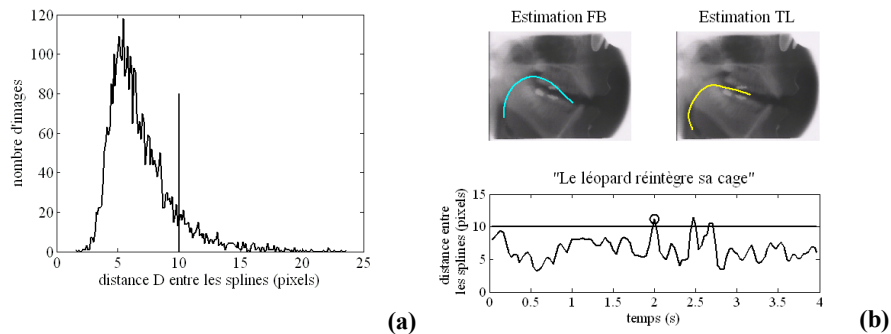 120
100
80
60
40
20
0
nombre d'images
0 5 10 15 20 25
distance D entre les splines (pixels)
(a)
Estimation FB Estimation TL
"Le léopard réintègre sa cage"
15
10
5
0
distance entre
les splines (pixels)
0 0.5 1 1.5 2 2.5 3 3.5 4
temps (s)
(b)